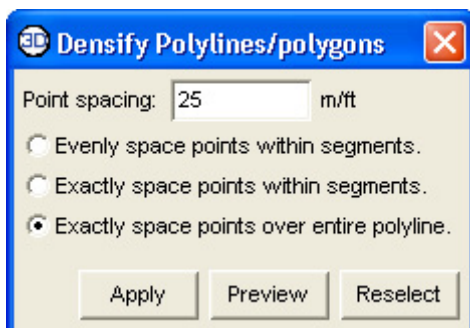 3D Densify Polylines/polygons
Point spacing: 25 m/ft
Evenly space points within segments.
Exactly space points within segments.
Exactly space points over entire polyline.
Apply Preview Reselect